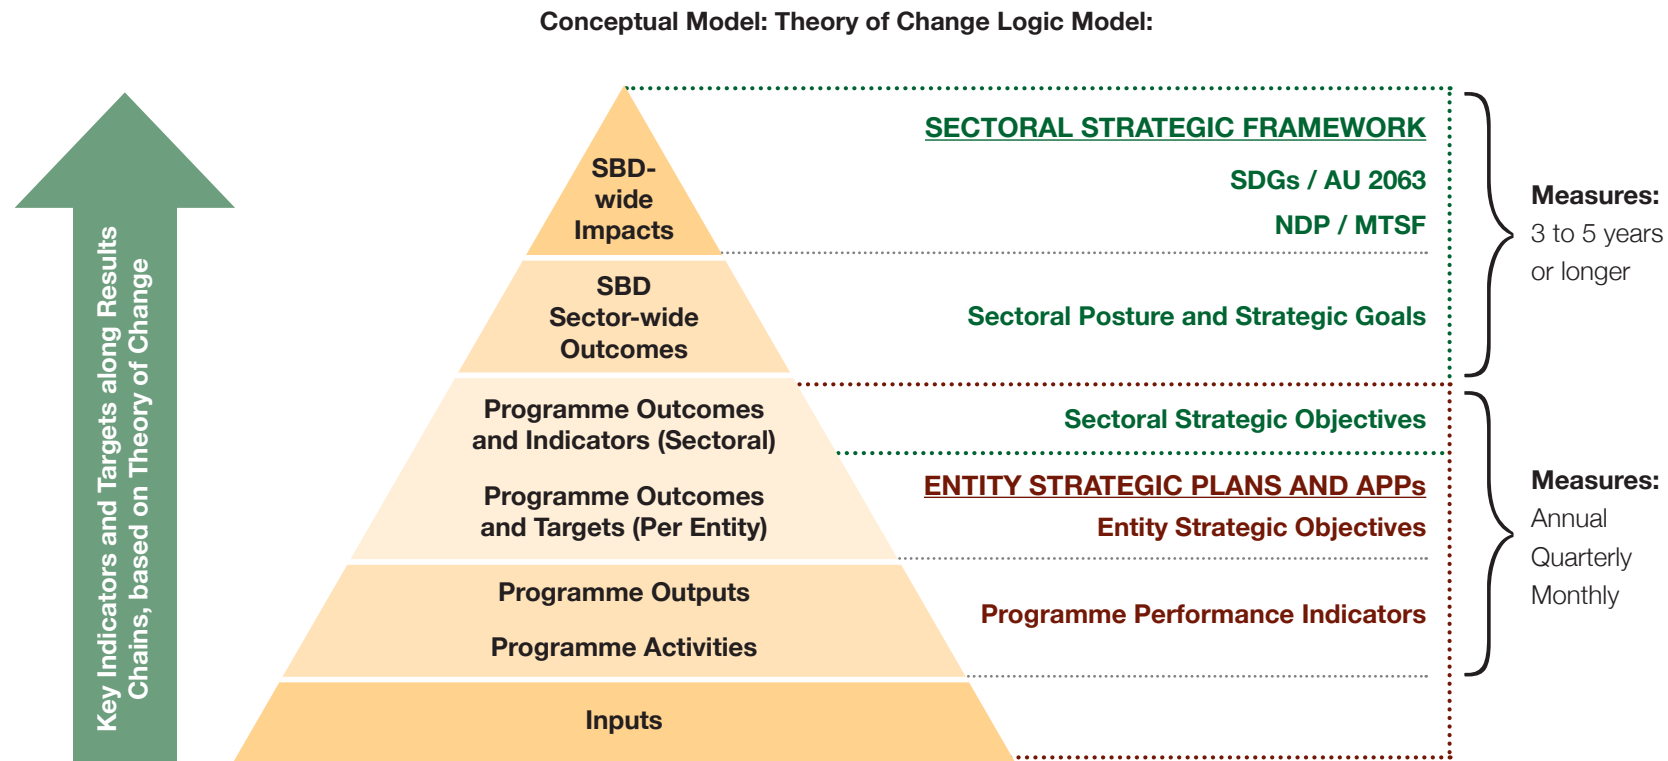 Conceptual Model: Theory of Change Logic Model:
Key Indicators and Targets along Results
Chains, based on Theory of Change
SBD-
wide
Impacts
SBD
Sector-wide
Outcomes
Programme Outcomes
and Indicators (Sectoral)
Programme Outcomes
and Targets (Per Entity)
Programme Outputs
Programme Activities
Inputs
SECTORAL STRATEGIC FRAMEWORK
SDGs / AU 2063
NDP / MTSF
Sectoral Posture and Strategic Goals
Sectoral Strategic Objectives
ENTITY STRATEGIC PLANS AND APPs
Entity Strategic Objectives
Programme Performance Indicators
Measures:
3 to 5 years
or longer
Measures:
Annual
Quarterly
Monthly